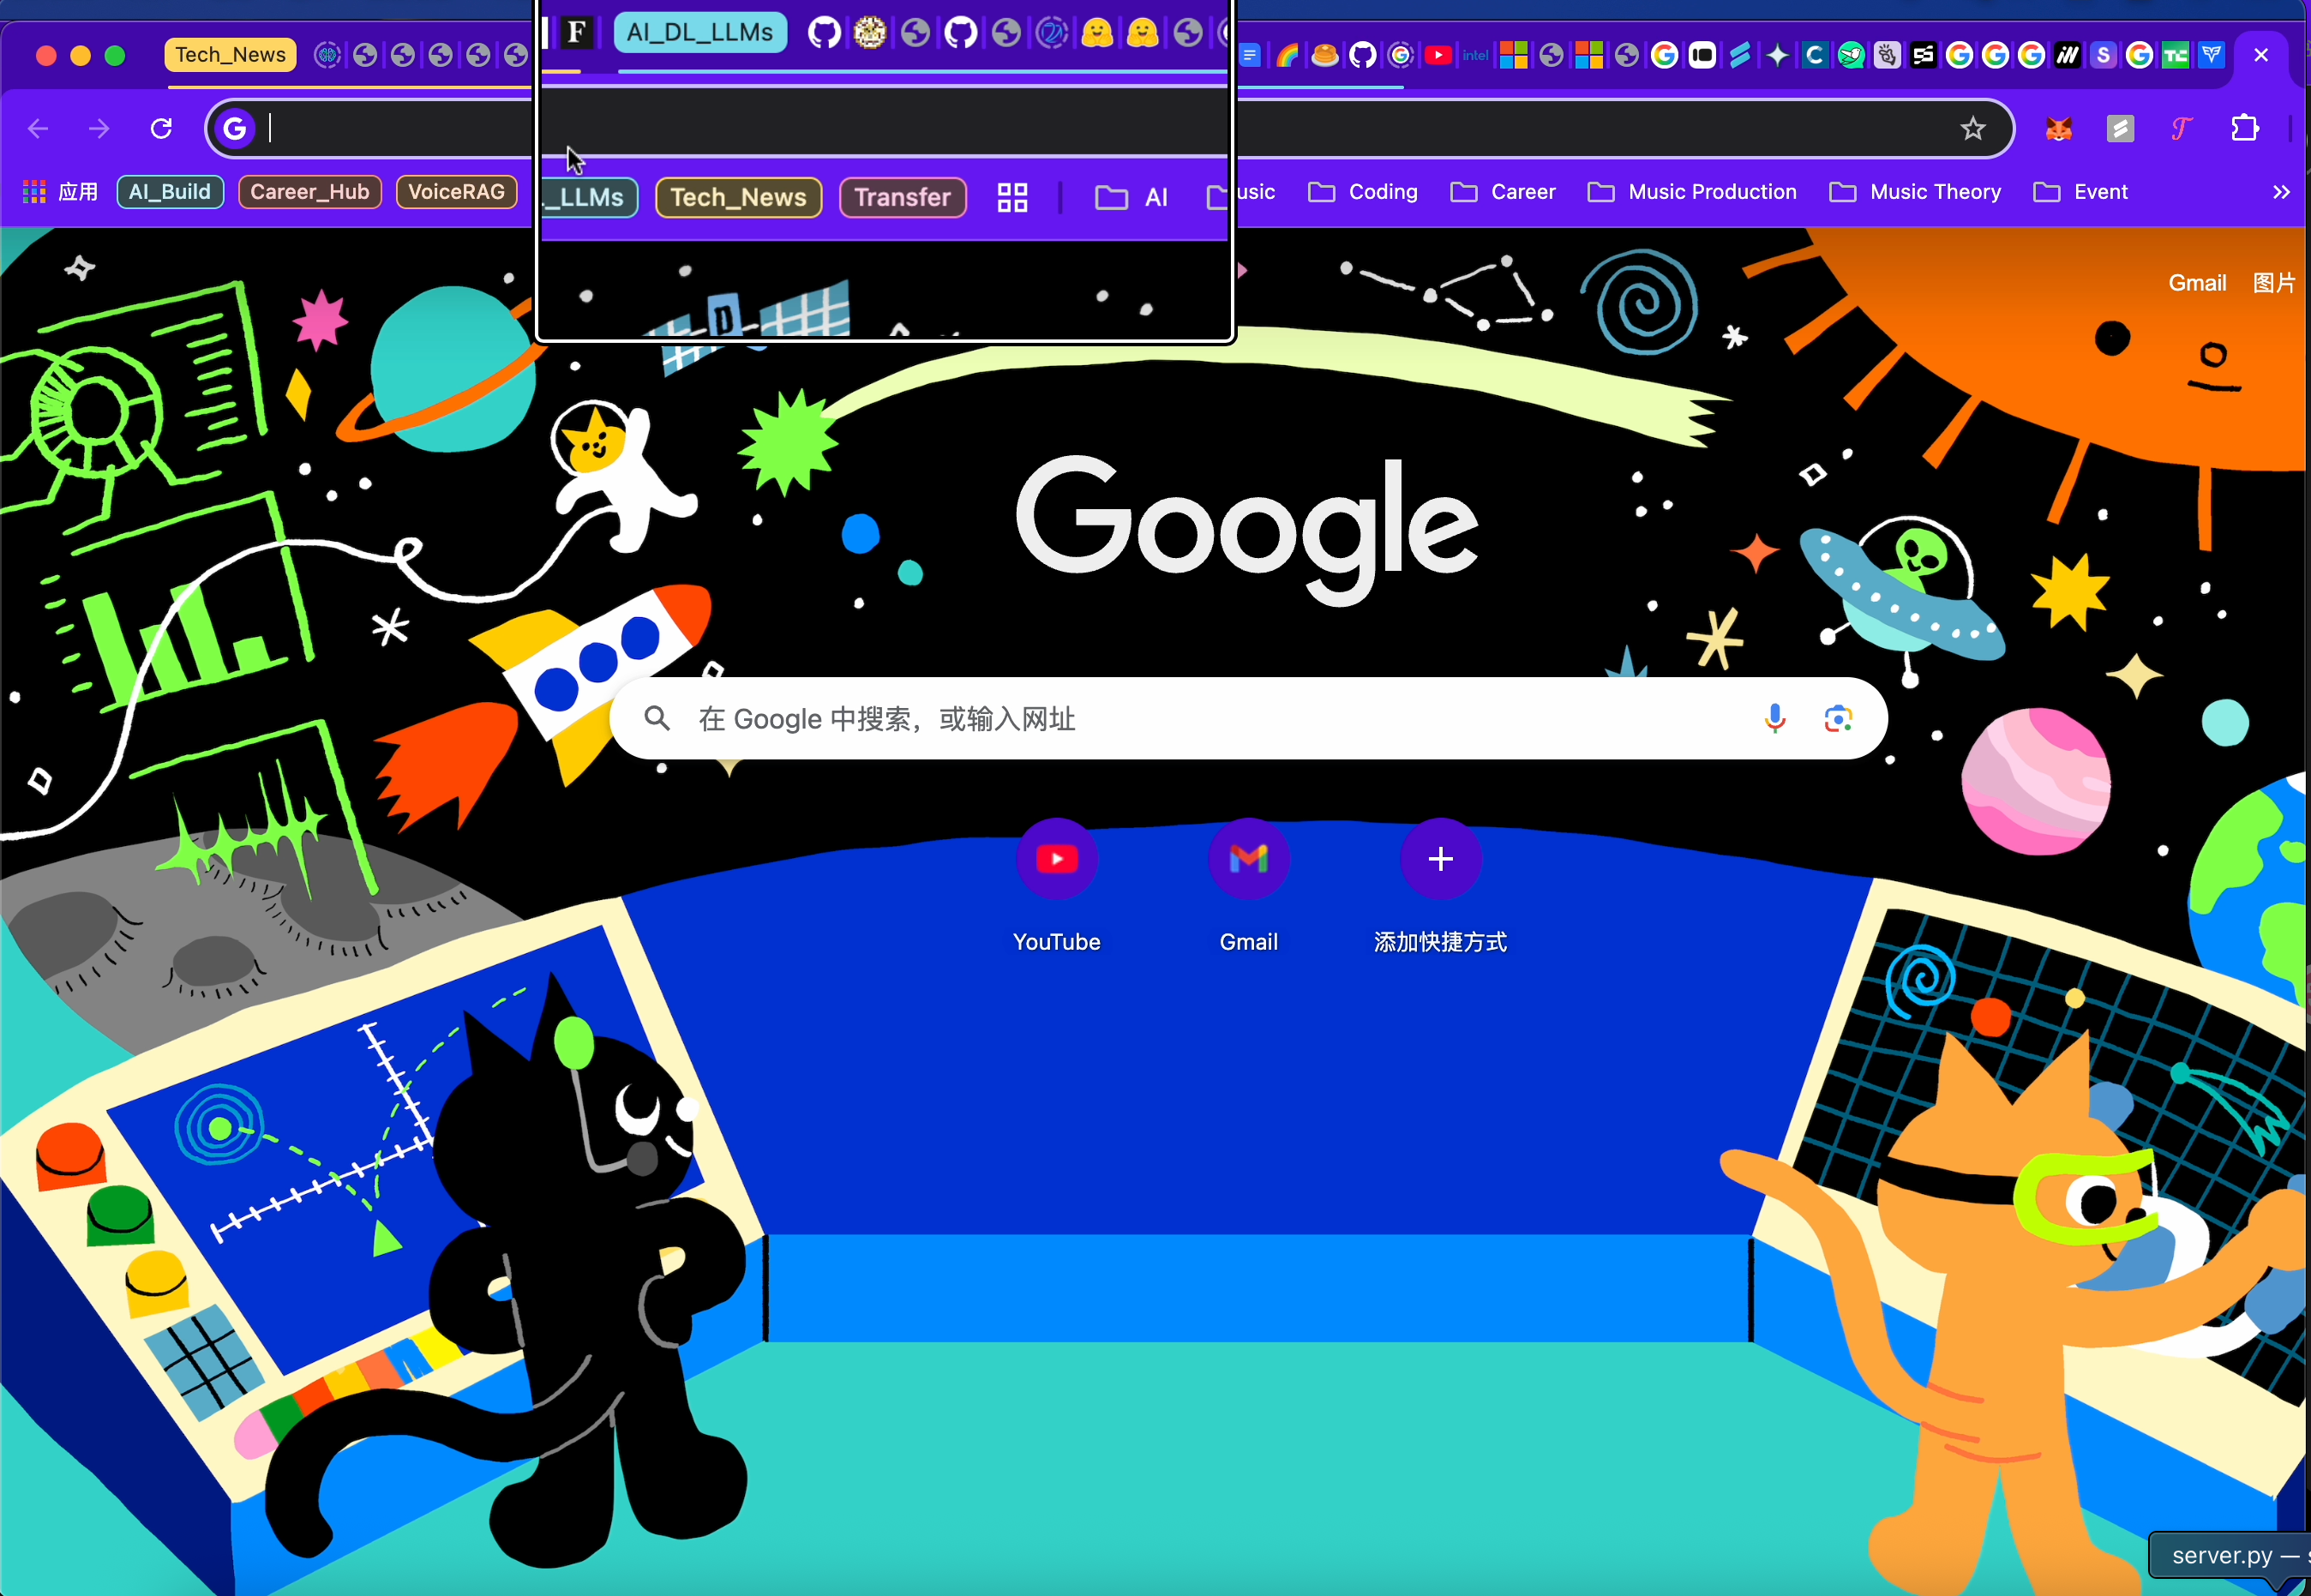 Tech_News
F AI_DL_LLMs
intel
应用 AI_Build Career_Hub VoiceRAG _LLMs Tech_News Transfer AI usic Coding Career Music Production Music Theory Event
Gmail 图片
D
Google
在 Google 中搜索，或输入网址
YouTube Gmail 添加快捷方式
server.py — s